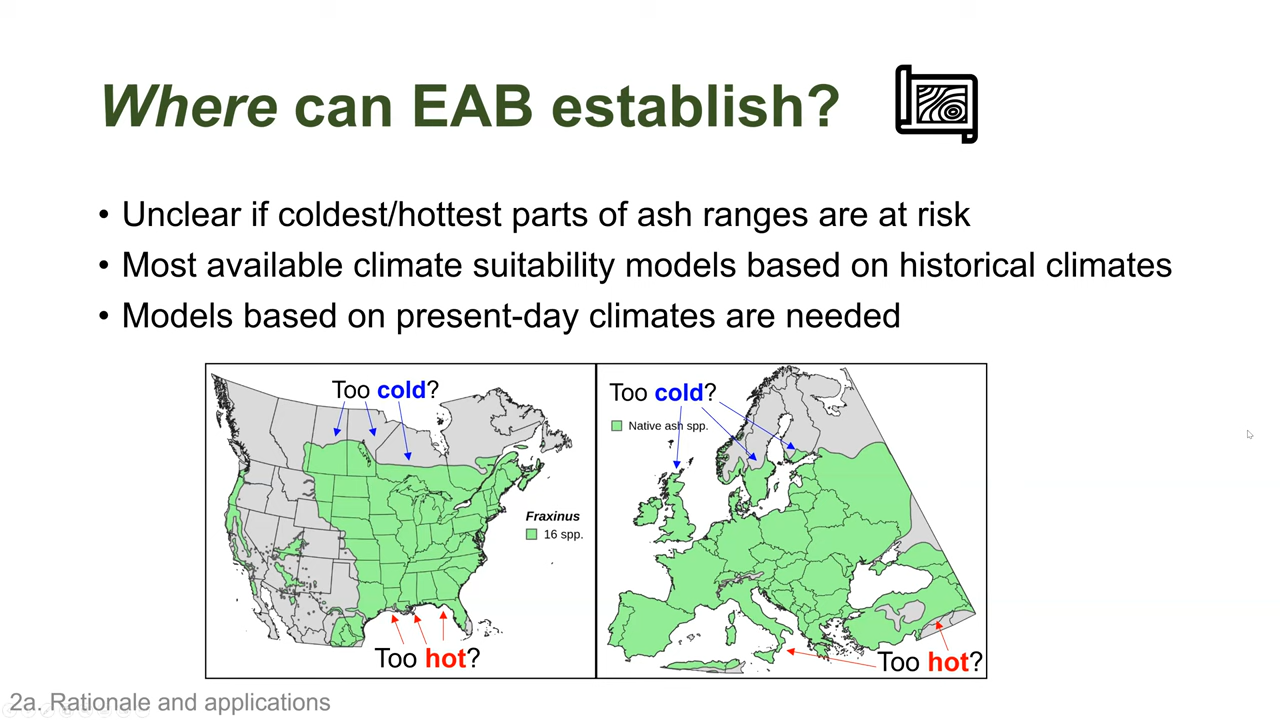 Where can EAB establish?
• Unclear if coldest/hottest parts of ash ranges are at risk
• Most available climate suitability models based on historical climates
• Models based on present-day climates are needed
Too cold?
Fraxinus
16 spp.
Too hot?
Too cold?
Native ash spp.
Too hot?
2a. Rationale and applications